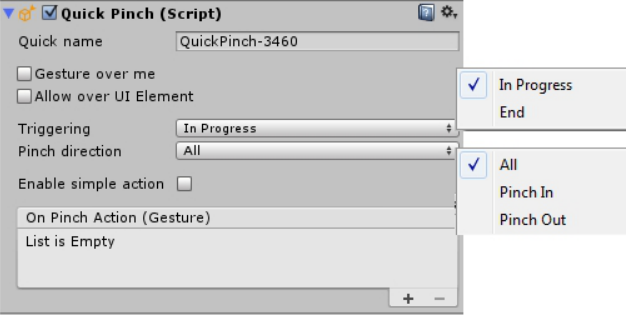 Quick Pinch (Script)
Quick name QuickPinch-3460
Gesture over me
Allow over UI Element
Triggering In Progress
Pinch direction All
Enable simple action
On Pinch Action (Gesture)
List is Empty
+ −
In Progress
End
All
Pinch In
Pinch Out